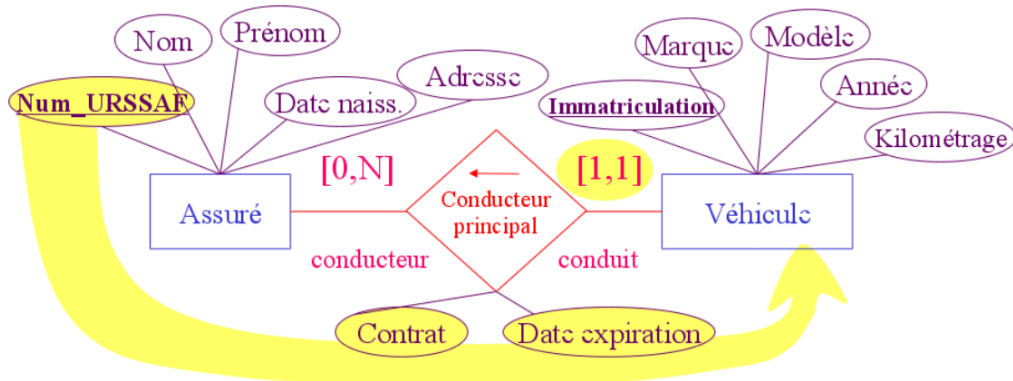 Nom
Prénom
Marque
Modèle
Num_URSSAF
Date naiss.
Adresse
Immatriculation
Année
Kilométrage
[0,N]
[1,1]
Assuré
Conducteur
principal
Véhicule
conducteur
conduit
Contrat
Date expiration